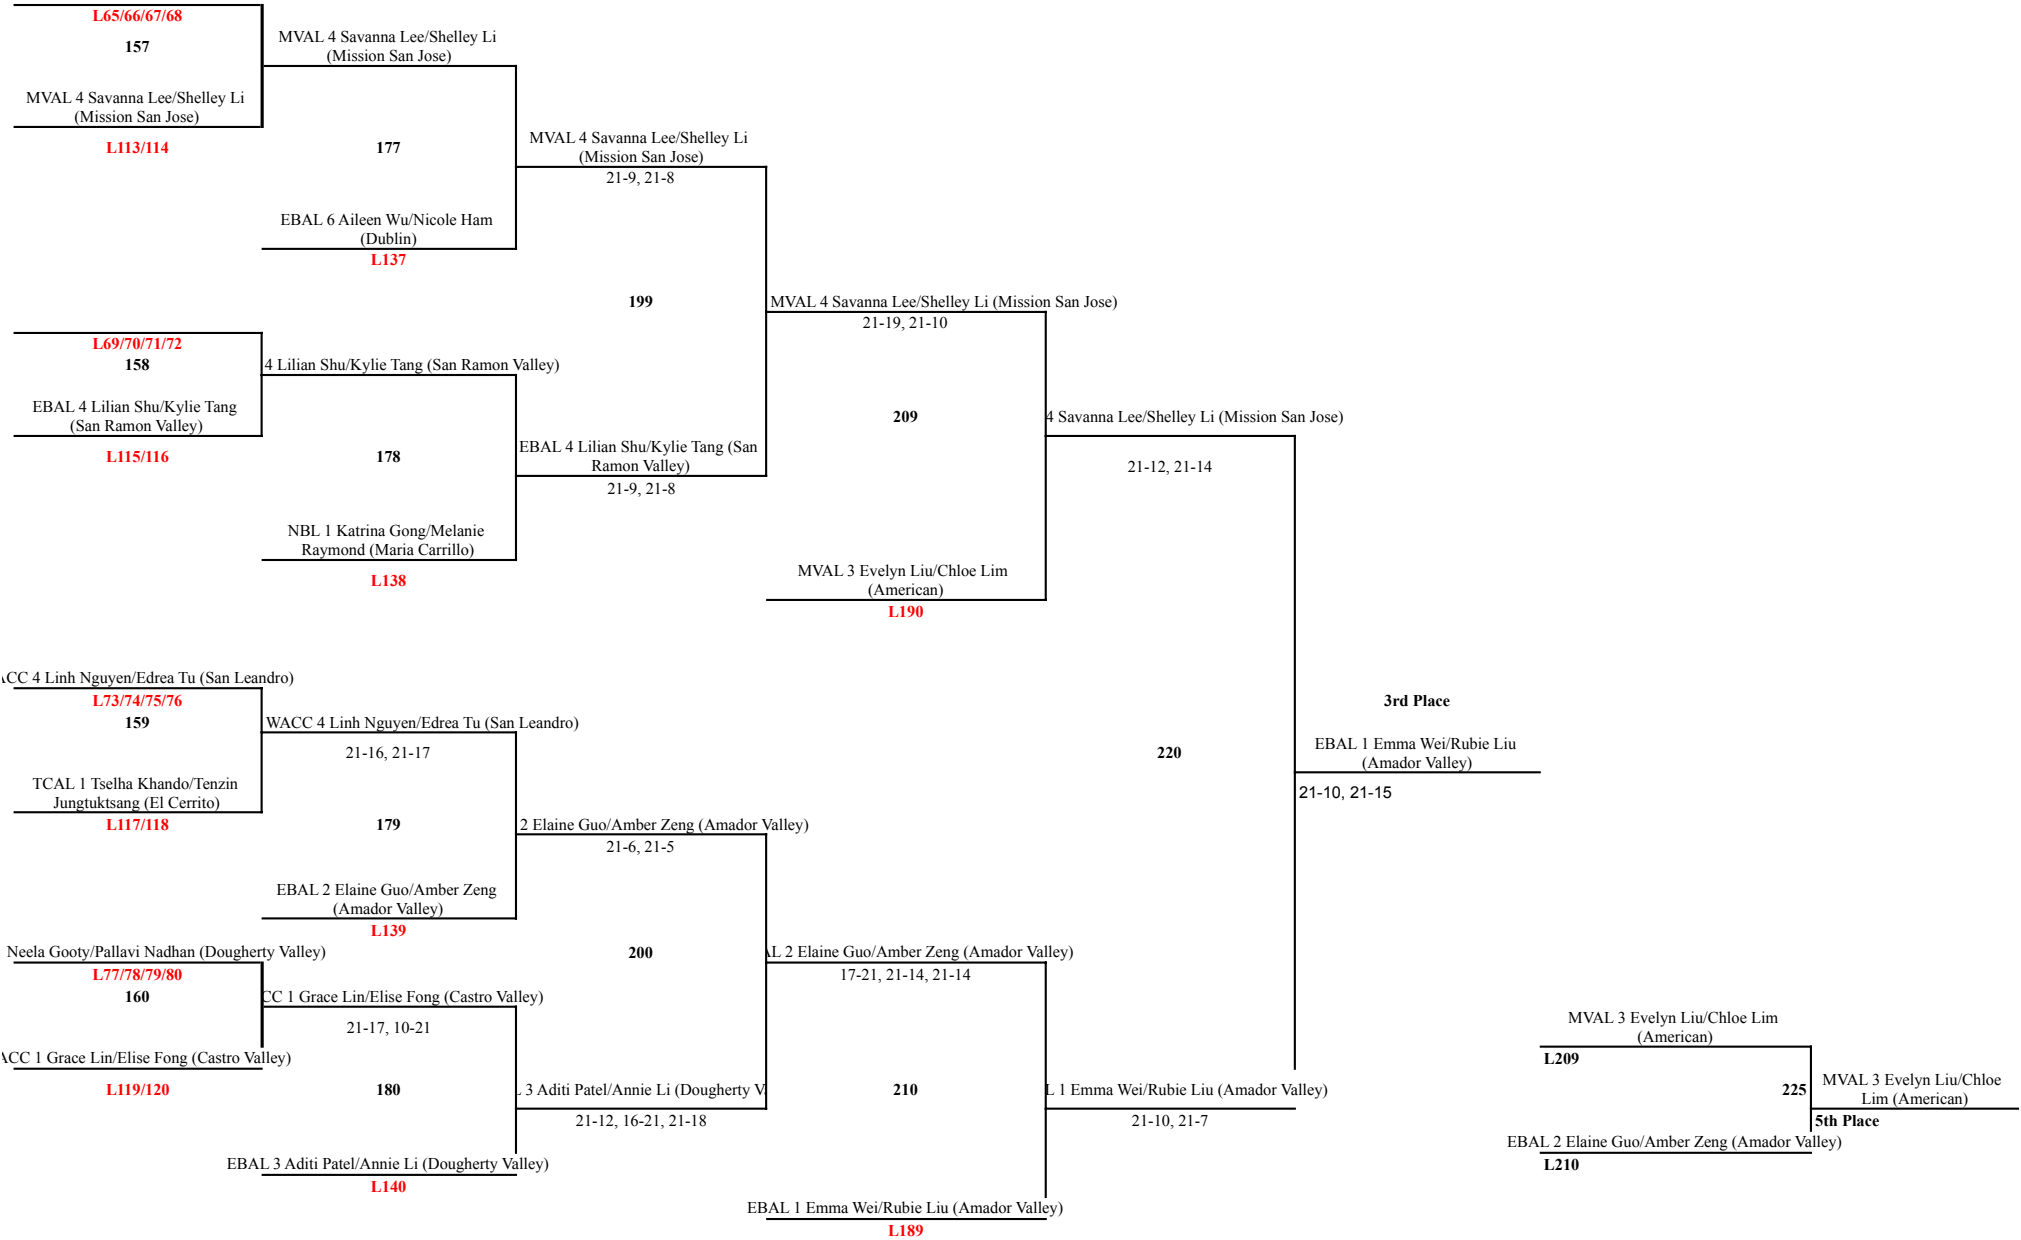 L65/66/67/68
157
MVAL 4 Savanna Lee/Shelley Li
(Mission San Jose)
L113/114
MVAL 4 Savanna Lee/Shelley Li
(Mission San Jose)
177
EBAL 6 Aileen Wu/Nicole Ham
(Dublin)
L137
MVAL 4 Savanna Lee/Shelley Li
(Mission San Jose)
21-9, 21-8
199
L69/70/71/72
158
EBAL 4 Lilian Shu/Kylie Tang
(San Ramon Valley)
L115/116
4 Lilian Shu/Kylie Tang (San Ramon Valley)
178
NBL 1 Katrina Gong/Melanie
Raymond (Maria Carrillo)
L138
EBAL 4 Lilian Shu/Kylie Tang (San
Ramon Valley)
21-9, 21-8
MVAL 4 Savanna Lee/Shelley Li (Mission San Jose)
21-19, 21-10
209
MVAL 3 Evelyn Liu/Chloe Lim
(American)
L190
4 Savanna Lee/Shelley Li (Mission San Jose)
21-12, 21-14
ACC 4 Linh Nguyen/Edrea Tu (San Leandro)
L73/74/75/76
159
TCAL 1 Tselha Khando/Tenzin
Jungtuktsang (El Cerrito)
L117/118
WACC 4 Linh Nguyen/Edrea Tu (San Leandro)
21-16, 21-17
179
EBAL 2 Elaine Guo/Amber Zeng
(Amador Valley)
L139
2 Elaine Guo/Amber Zeng (Amador Valley)
21-6, 21-5
200
Neela Gooty/Pallavi Nadhan (Dougherty Valley)
L77/78/79/80
160
ACC 1 Grace Lin/Elise Fong (Castro Valley)
L119/120
CC 1 Grace Lin/Elise Fong (Castro Valley)
21-17, 10-21
180
EBAL 3 Aditi Patel/Annie Li (Dougherty Valley)
L140
L 3 Aditi Patel/Annie Li (Dougherty V
21-12, 16-21, 21-18
AL 2 Elaine Guo/Amber Zeng (Amador Valley)
17-21, 21-14, 21-14
210
EBAL 1 Emma Wei/Rubie Liu (Amador Valley)
L189
L 1 Emma Wei/Rubie Liu (Amador Valley)
21-10, 21-7
220
3rd Place
EBAL 1 Emma Wei/Rubie Liu
(Amador Valley)
21-10, 21-15
MVAL 3 Evelyn Liu/Chloe Lim
(American)
L209
225
EBAL 2 Elaine Guo/Amber Zeng (Amador Valley)
L210
MVAL 3 Evelyn Liu/Chloe
Lim (American)
5th Place